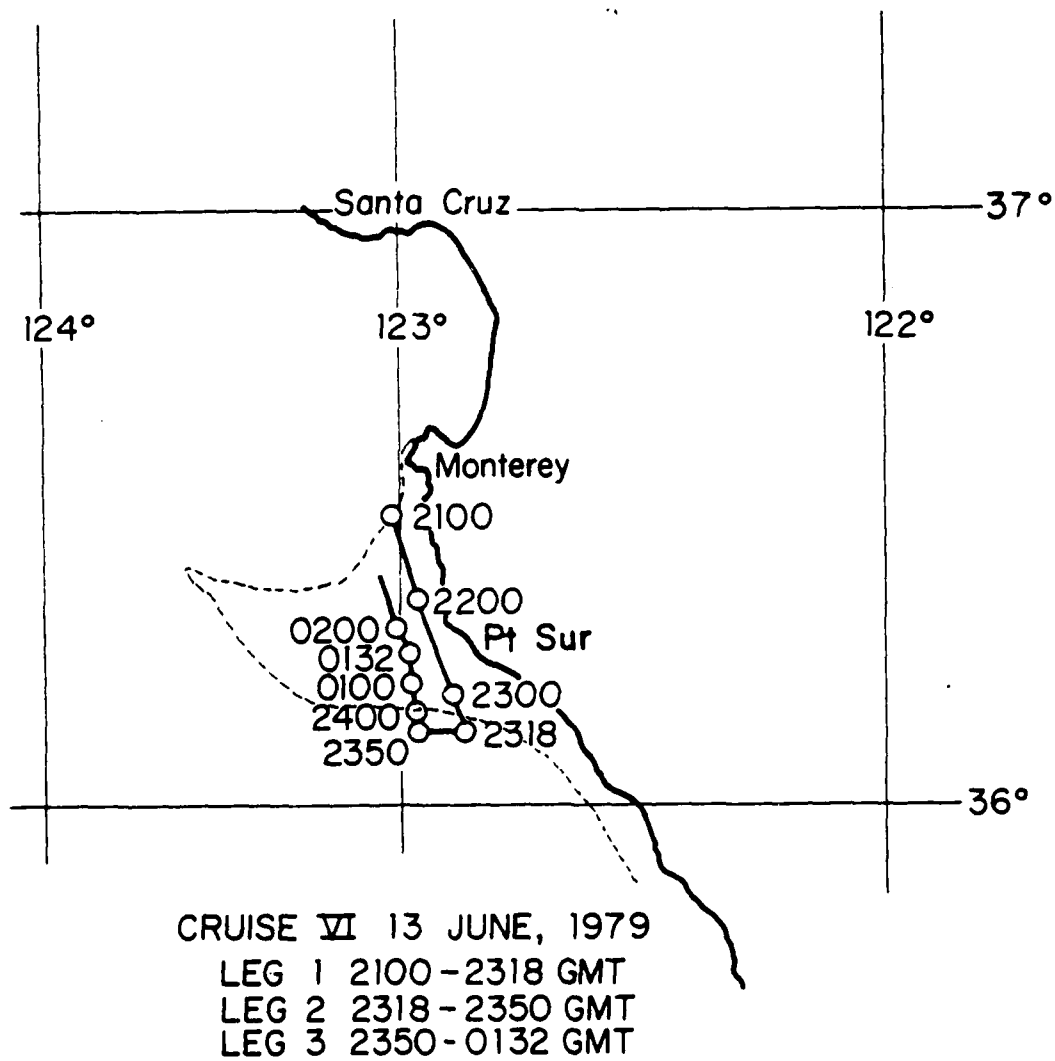 Santa Cruz
37°
124°
123°
122°
Monterey
2100
2200
0200
Pt Sur
0132
0100
2300
2400
2318
2350
36°
CRUISE VI 13 JUNE, 1979
LEG 1 2100-2318 GMT
LEG 2 2318-2350 GMT
LEG 3 2350-0132 GMT